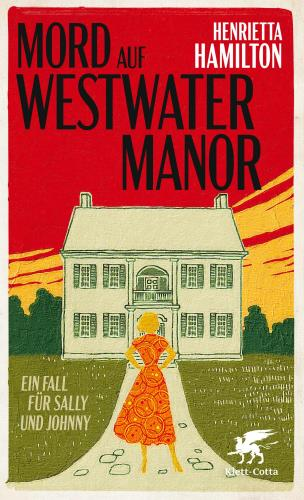 HENRIETTA
HAMILTON
MORD AUF
WESTWATER
MANOR
EIN FALL
FÜR SALLY
UND JOHNNY
Klett-Cotta